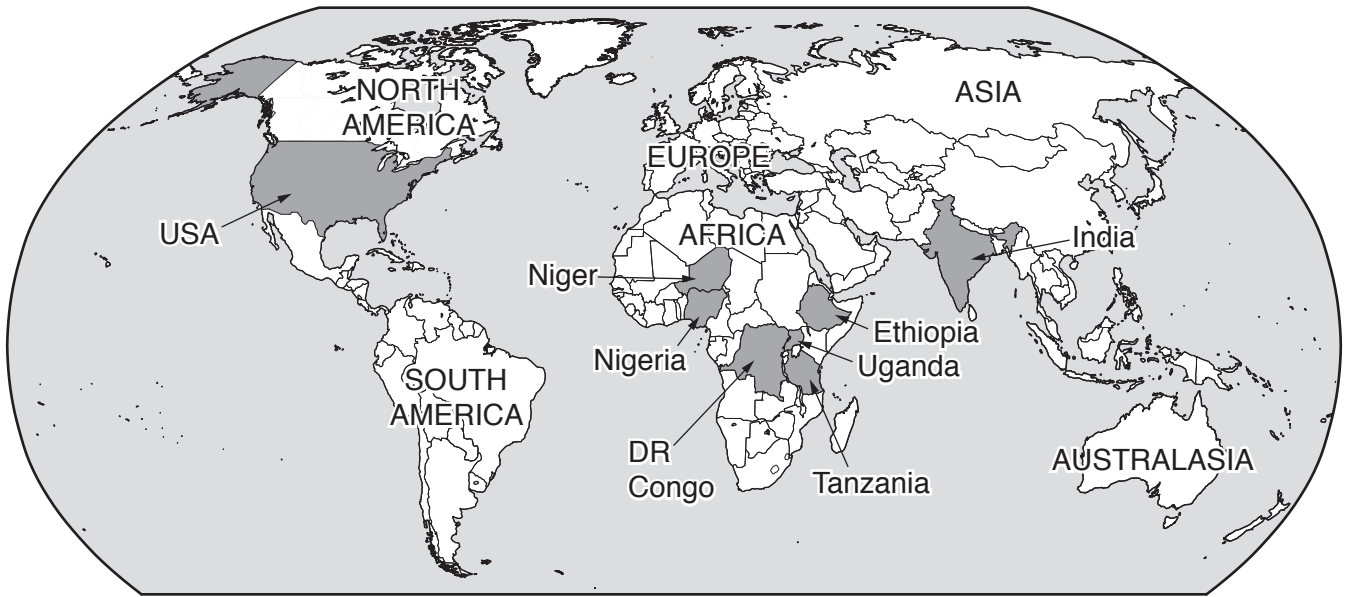 NORTH
AMERICA
ASIA
EUROPE
USA
AFRICA
India
Niger
Ethiopia
Nigeria
Uganda
SOUTH
AMERICA
DR
Congo
Tanzania
AUSTRALASIA